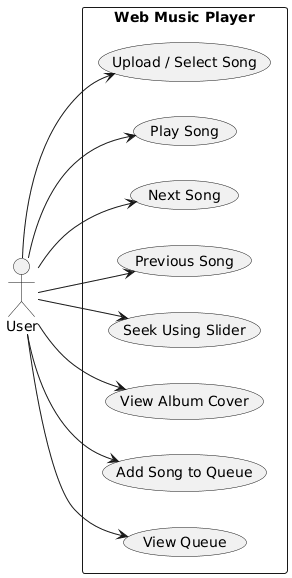 Web Music Player
Upload / Select Song
Play Song
Next Song
Previous Song
User
Seek Using Slider
View Album Cover
Add Song to Queue
View Queue